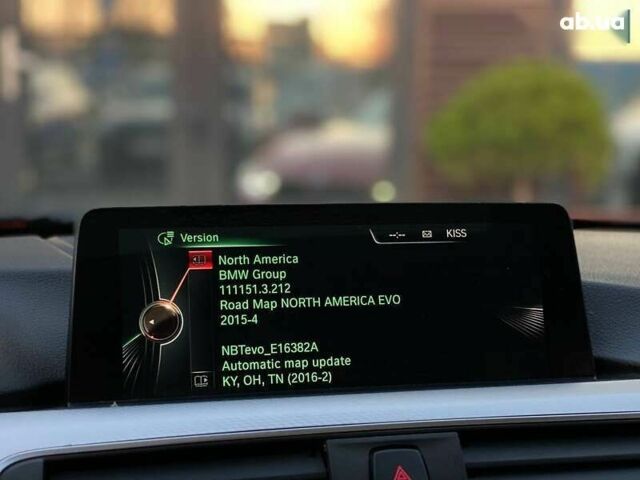 ab.ua
Version
--:-- KISS
North America
BMW Group
111151.3.212
Road Map NORTH AMERICA EVO
2015-4
NBTevo_E16382A
Automatic map update
KY, OH, TN (2016-2)